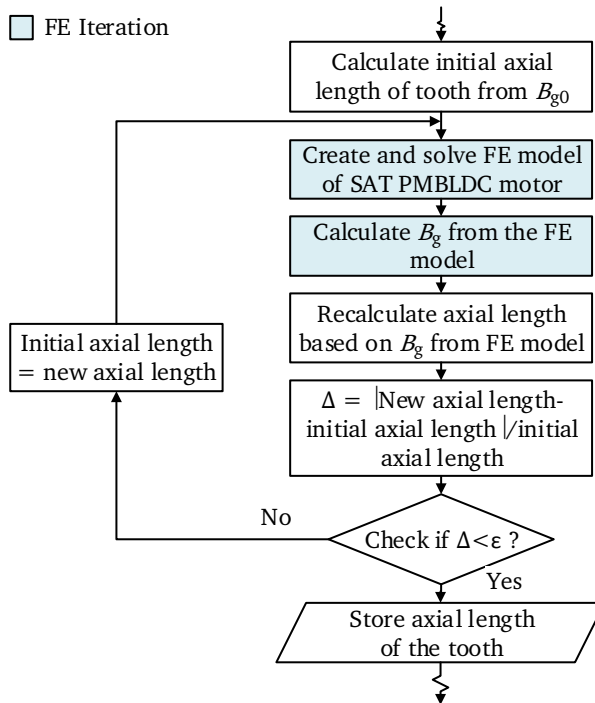 FE Iteration
Calculate initial axial
length of tooth from Bg0
Create and solve FE model
of SAT PMBLDC motor
Calculate Bg from the FE
model
Recalculate axial length
based on Bg from FE model
Initial axial length
= new axial length
Δ = |New axial length-
initial axial length |/initial
axial length
No
Check if Δ<ε ?
Yes
Store axial length
of the tooth